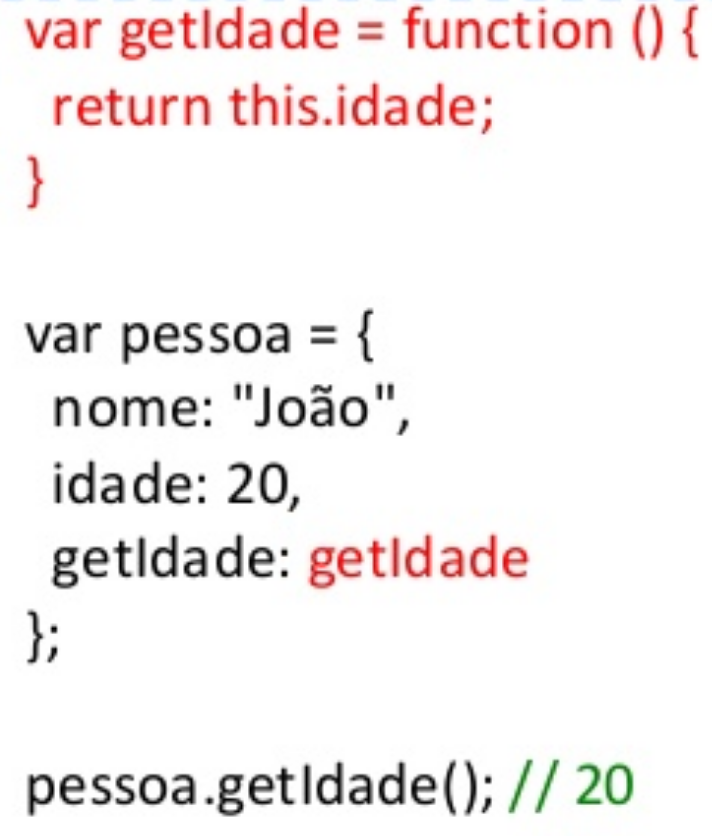 var getIdade = function () {
return this.idade;
}
var pessoa = {
nome: "João",
idade: 20,
getIdade: getIdade
};
pessoa.getIdade(); // 20